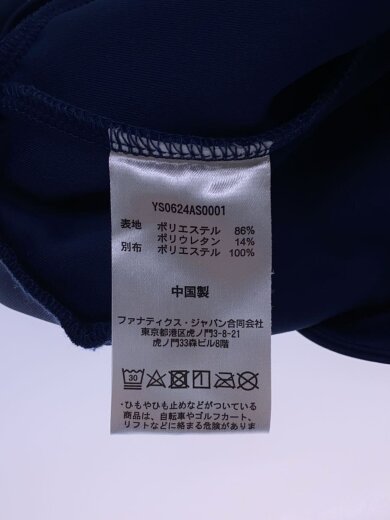 YS0624AS0001
表地 ポリエステル 86%
ポリウレタン 14%
別布 ポリエステル 100%
中国製
ファナティクス・ジャパン合同会社
東京都港区虎ノ門3-8-21
虎ノ門33森ビル8階
30
・ひもやひも止めなどがついている
商品は、自転車やゴルフカート、
リフトなどに絡まる危険がありま